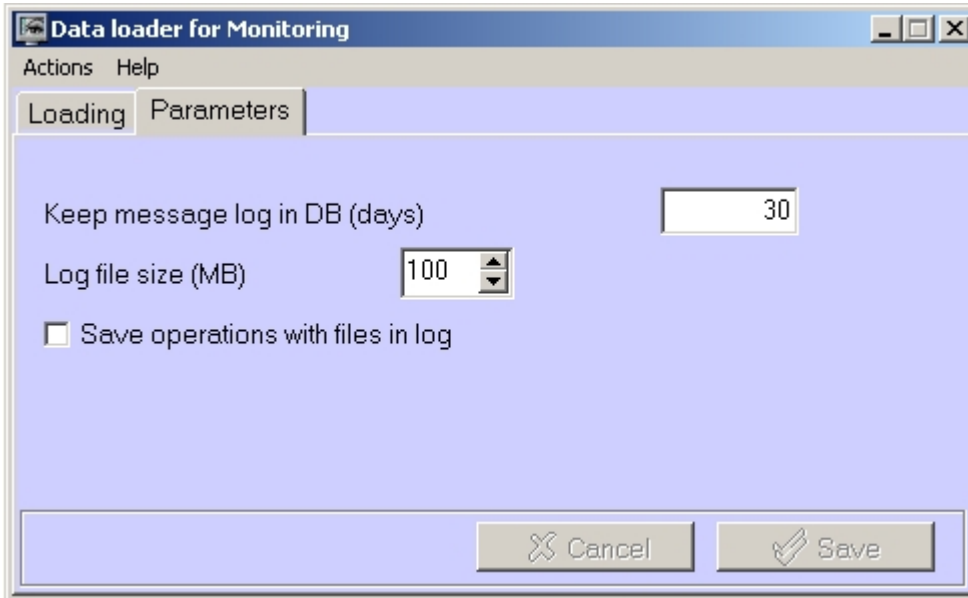 Data loader for Monitoring
Actions Help
Loading Parameters
Keep message log in DB (days) 30
Log file size (MB) 100
Save operations with files in log
Cancel Save